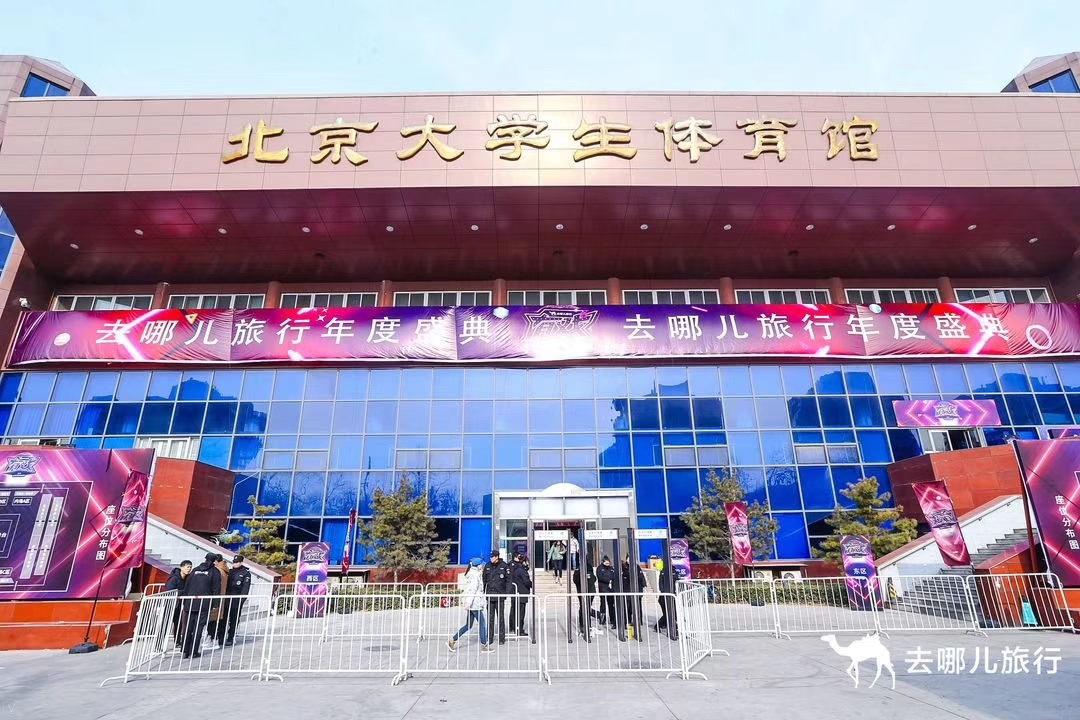 北京大学生体育馆
去哪儿旅行年度盛典
去哪儿旅行年度盛典
座位分布图
座位分布图
西区
东区
去哪儿旅行